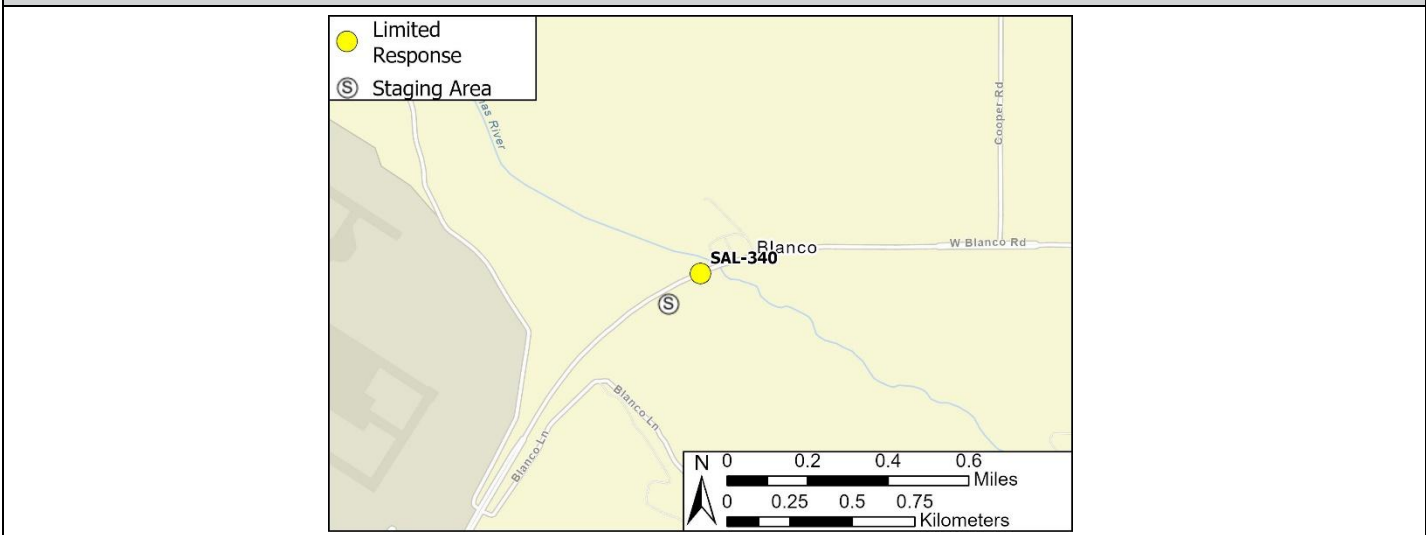 Limited
Response
S Staging Area
River
Cooper Rd
Blanco
W Blanco Rd
SAL-340
S
Blanco Ln
Blanco Ln
N
0 0.2 0.4 0.6
Miles
0 0.25 0.5 0.75
Kilometers